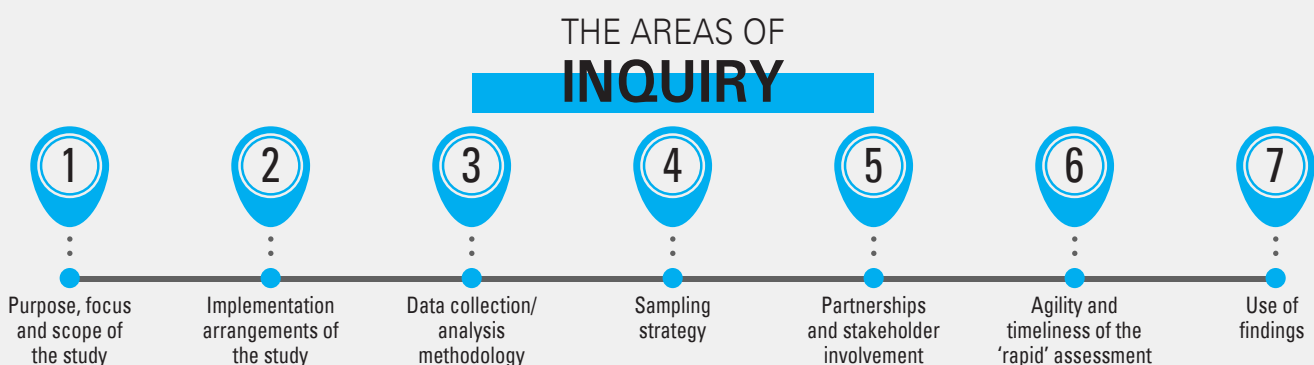 THE AREAS OF
INQUIRY
1
2
3
4
5
6
7
Purpose, focus
and scope of
the study
Implementation
arrangements of
the study
Data collection/
analysis
methodology
Sampling
strategy
Partnerships
and stakeholder
involvement
Agility and
timeliness of the
'rapid' assessment
Use of
findings